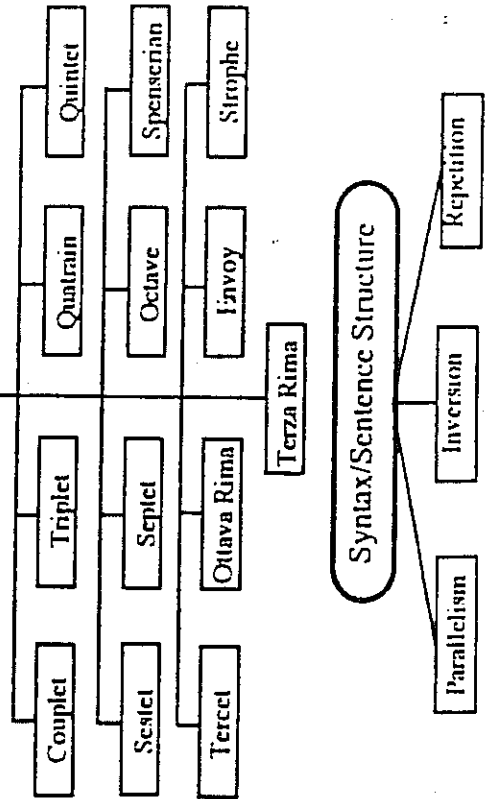 Couplet
Triplet
Quatrain
Quintet
Sestet
Septet
Octave
Spenserian
Tercet
Ottava Rima
Envoy
Strophe
Terza Rima
Syntax/Sentence Structure
Parallelism
Inversion
Repetition